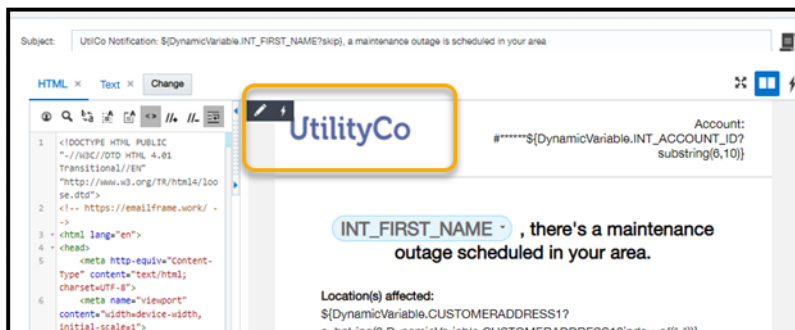 Subject: UtilCo Notification: ${DynamicVariable.INT_FIRST_NAME?skip}, a maintenance outage is scheduled in your area
HTML × Text × Change
1 <!DOCTYPE HTML PUBLIC
"-//W3C//DTD HTML 4.01
Transitional//EN"
"http://www.w3.org/TR/html4/loo
se.dtd">
2 <!-- https://emailframe.work/ -
->
3 <html lang="en">
4 <head>
5 <meta http-equiv="Content-
Type" content="text/html;
charset=UTF-8">
6 <meta name="viewport"
content="width=device-width,
initial-scale=1">
UtilityCo
Account:
#******${DynamicVariable.INT_ACCOUNT_ID?
substring(6,10)}
INT_FIRST_NAME , there's a maintenance
outage scheduled in your area.
Location(s) affected:
${DynamicVariable.CUSTOMERADDRESS1?